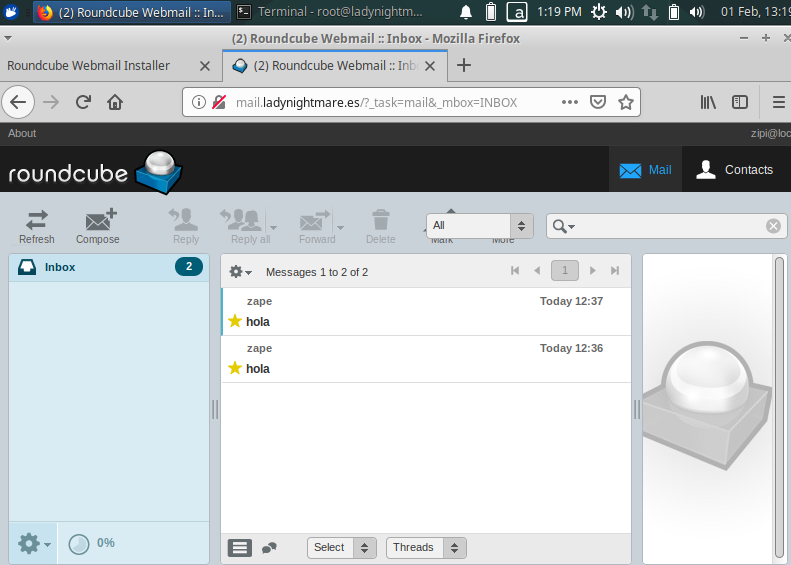 (2) Roundcube Webmail :: In...
Terminal - root@ladynightm...
a
1:19 PM
01 Feb, 13:19
(2) Roundcube Webmail :: Inbox - Mozilla Firefox
Roundcube Webmail Installer
(2) Roundcube Webmail :: Inb
mail.ladynightmare.es/?_task=mail&_mbox=INBOX
About
zipi@loc
roundcube
Mail
Contacts
Refresh
Compose
Reply
Reply all
Forward
Delete
Mark
More
All
Inbox
2
Messages 1 to 2 of 2
1
zape
Today 12:37
hola
zape
Today 12:36
hola
0%
Select
Threads